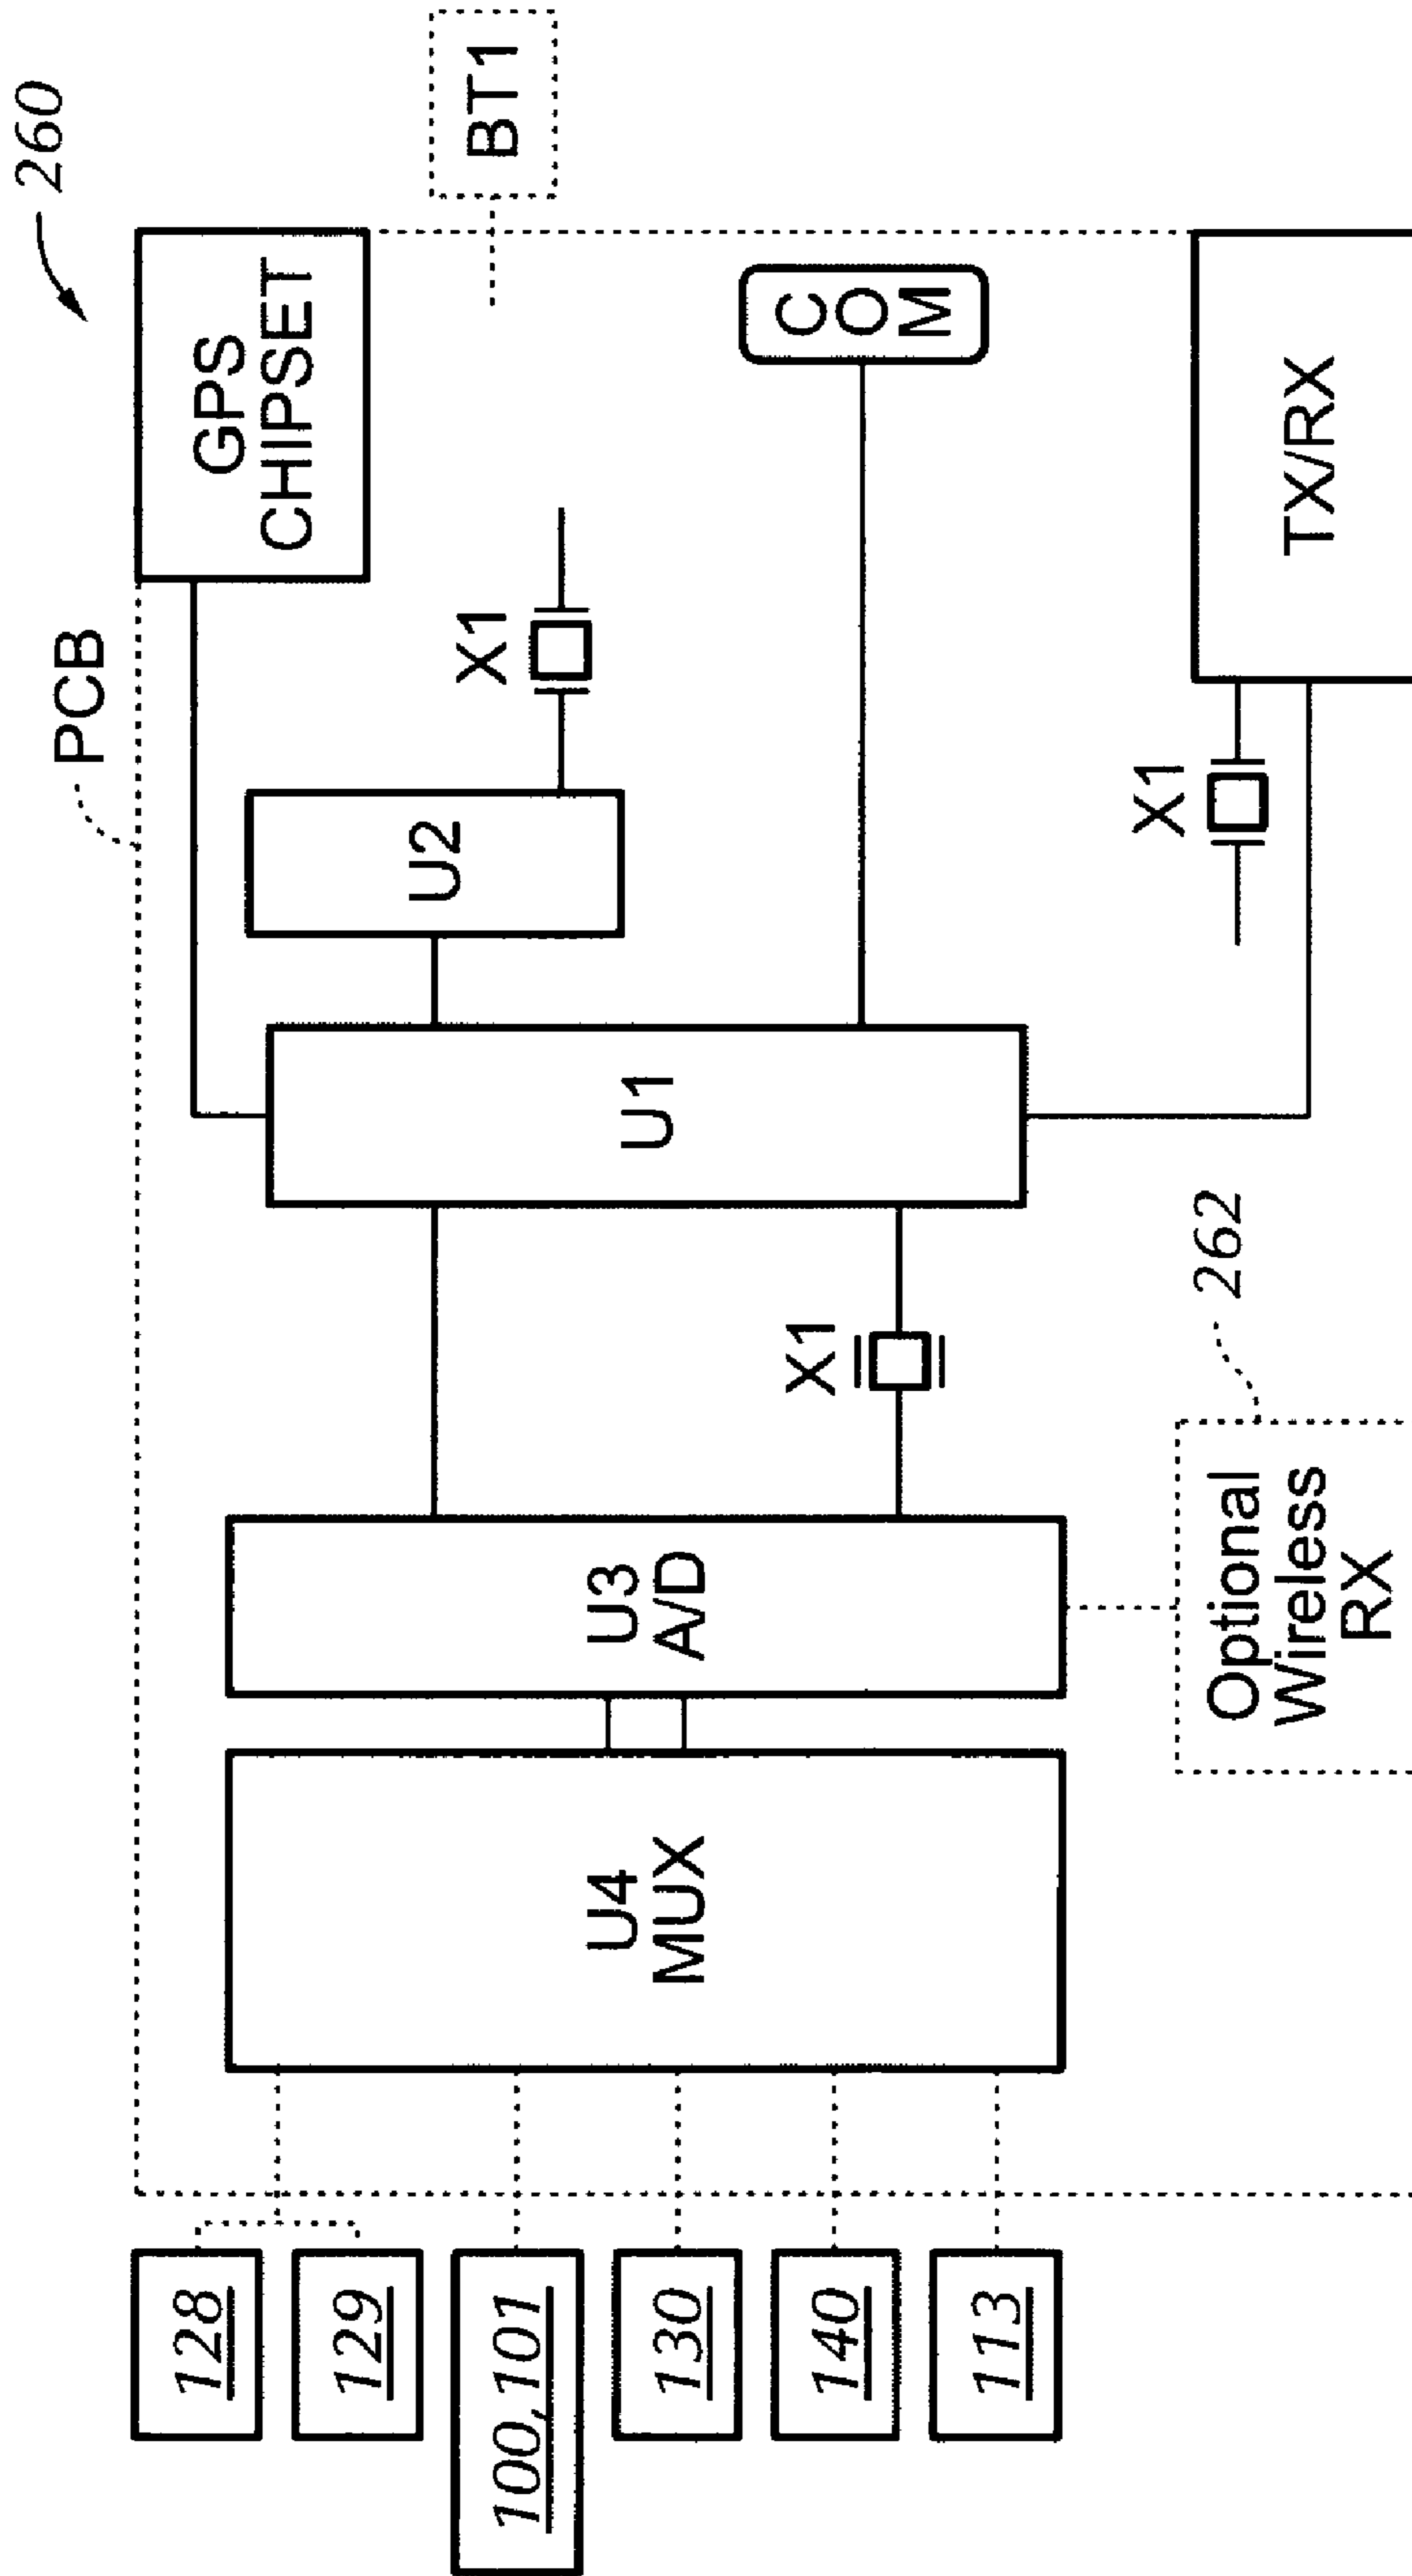 260
PCB
GPS
CHIPSET
BT1
128
129
100, 101
130
140
113
U4
MUX
U3
A/D
X1
U1
U2
X1
C
O
M
X1
TX/RX
Optional
Wireless
RX
262